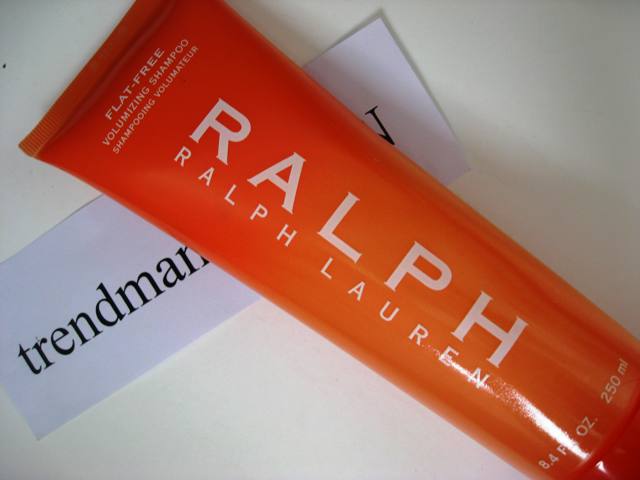 FLAT-FREE
VOLUMIZING SHAMPOO
SHAMPOOING VOLUMATEUR
RALPH
RALPH LAUREN
8.4 FL. OZ. 250 ml